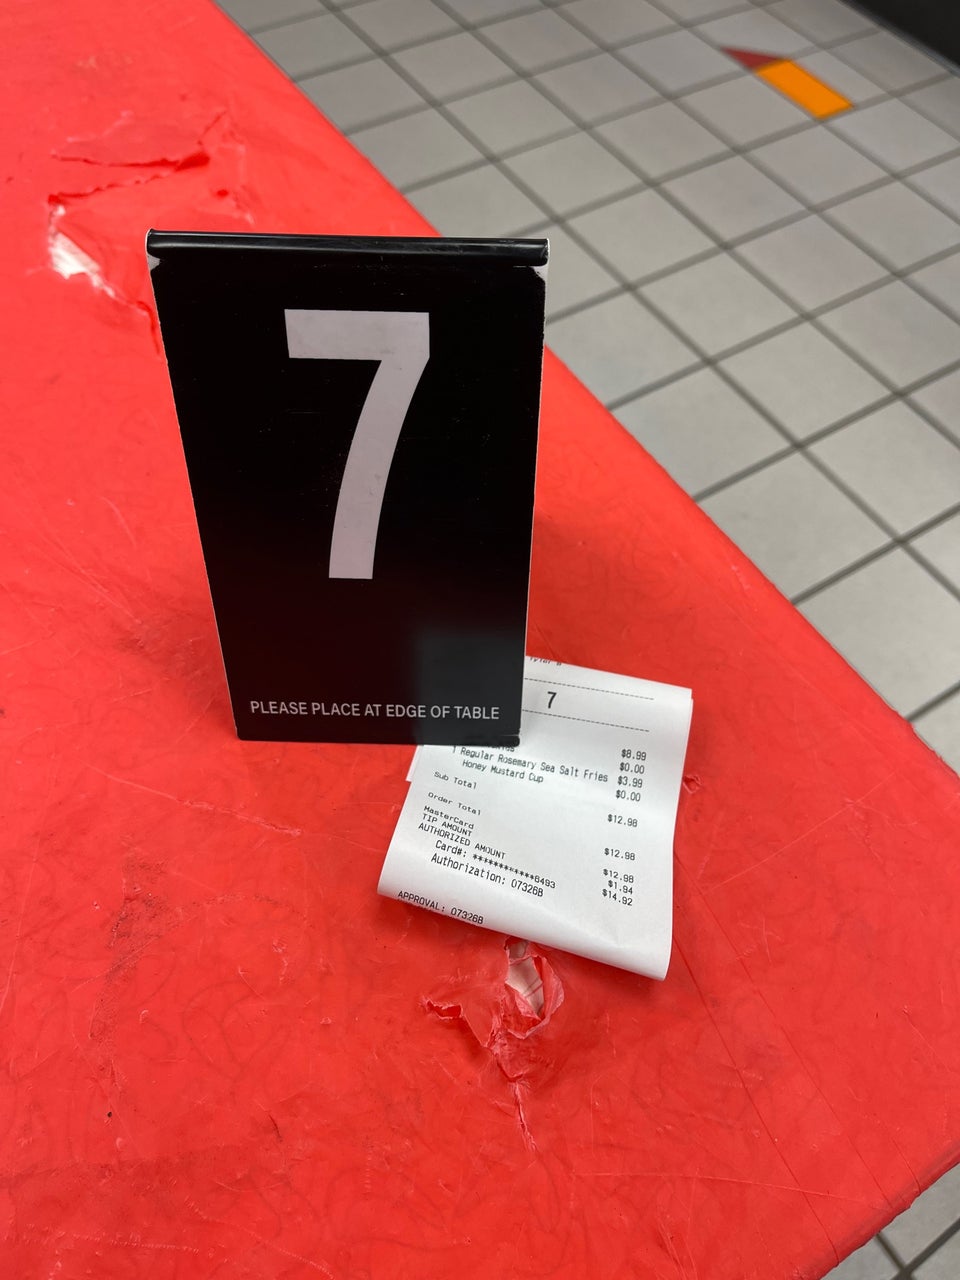 7
PLEASE PLACE AT EDGE OF TABLE
Tyler B
7
$8.99
$0.00
1 Regular Rosemary Sea Salt Fries $3.99
Honey Mustard Cup $0.00
Sub Total $12.98
Order Total $12.98
MasterCard $12.98
TIP AMOUNT $1.94
AUTHORIZED AMOUNT $14.92
Card#: ************6493
Authorization: 07326B
APPROVAL: 07326B